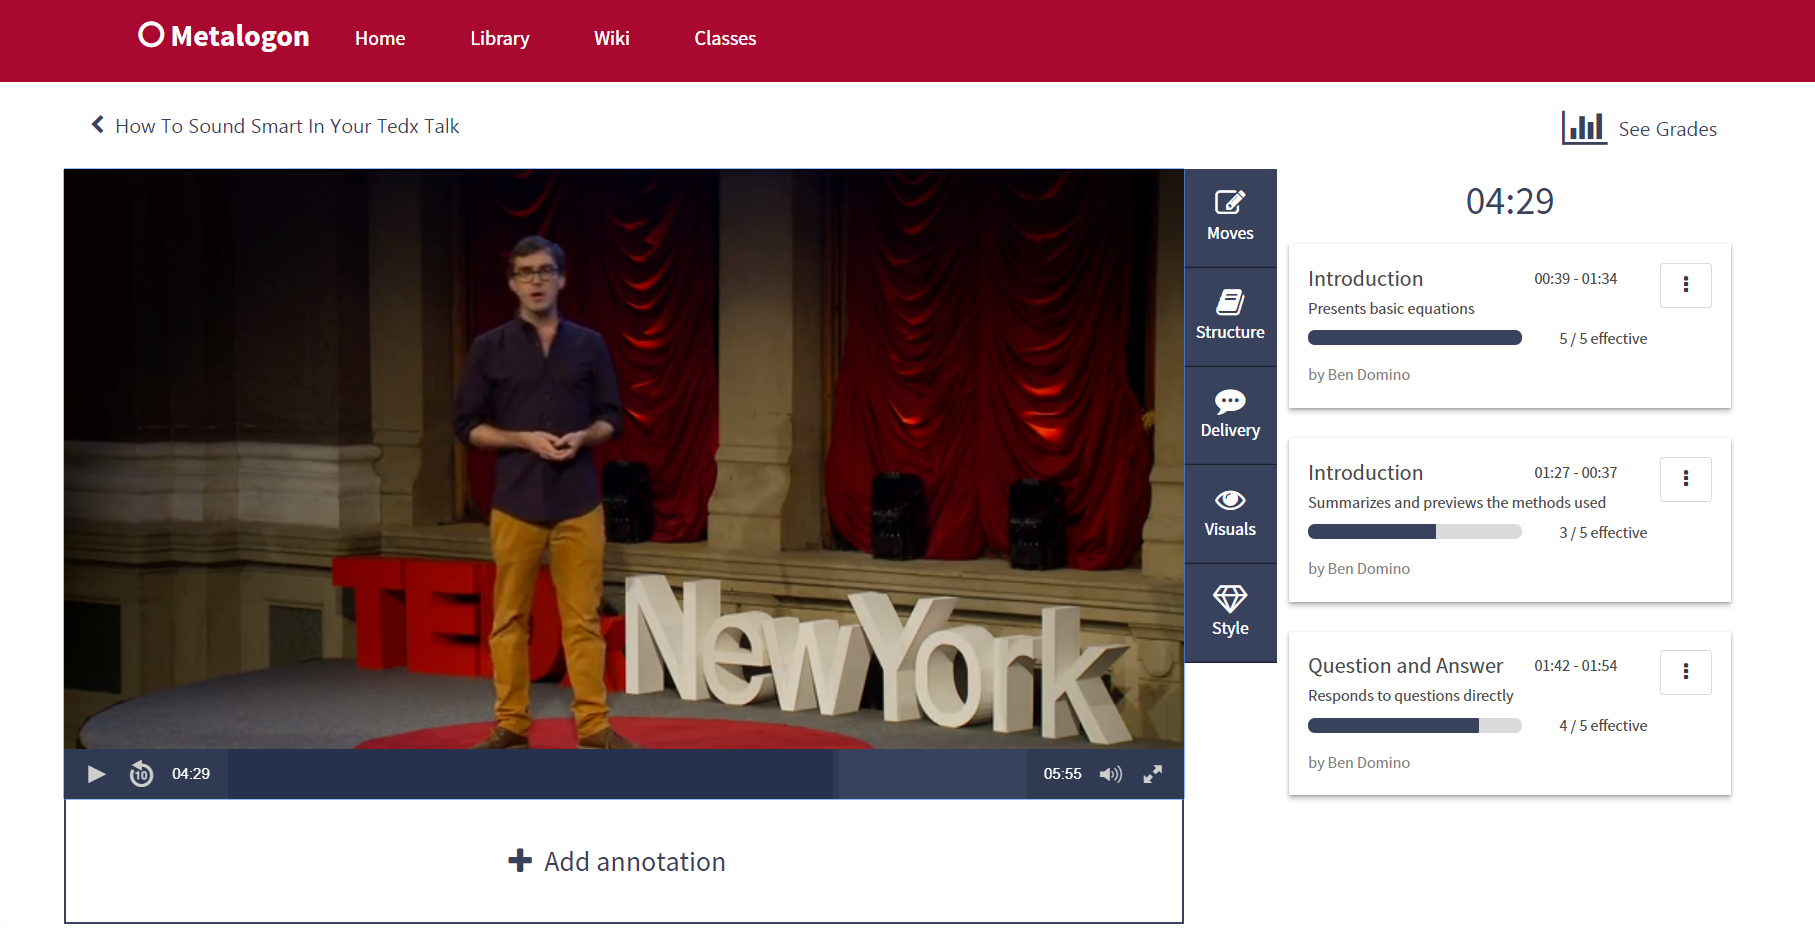 Metalogon
Home
Library
Wiki
Classes
How To Sound Smart In Your Tedx Talk
See Grades
TEDx
NewYork
04:29
05:55
Add annotation
Moves
Structure
Delivery
Visuals
Style
04:29
Introduction 00:39 - 01:34
Presents basic equations
5 / 5 effective
by Ben Domino
Introduction 01:27 - 00:37
Summarizes and previews the methods used
3 / 5 effective
by Ben Domino
Question and Answer 01:42 - 01:54
Responds to questions directly
4 / 5 effective
by Ben Domino
10